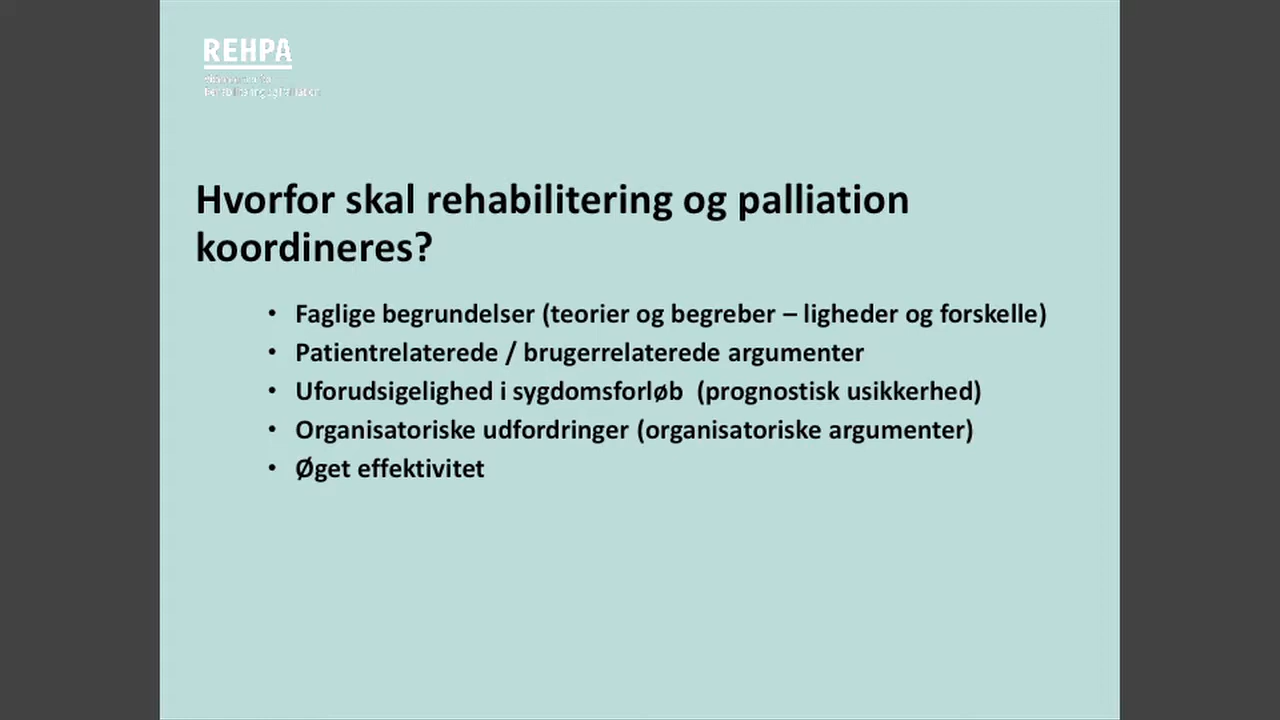 REHPA
Hvorfor skal rehabilitering og palliation
koordineres?
• Faglige begrundelser (teorier og begreber – ligheder og forskelle)
• Patientrelaterede / brugerrelaterede argumenter
• Uforudsigelighed i sygdomsforløb  (prognostisk usikkerhed)
• Organisatoriske udfordringer (organisatoriske argumenter)
• Øget effektivitet